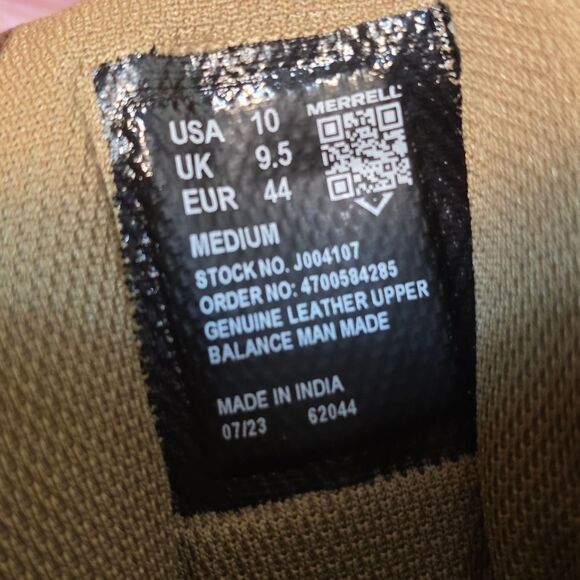 MERRELL
USA 10
UK 9.5
EUR 44
MEDIUM
STOCK NO. J004107
ORDER NO: 4700584285
GENUINE LEATHER UPPER
BALANCE MAN MADE
MADE IN INDIA
07/23 62044